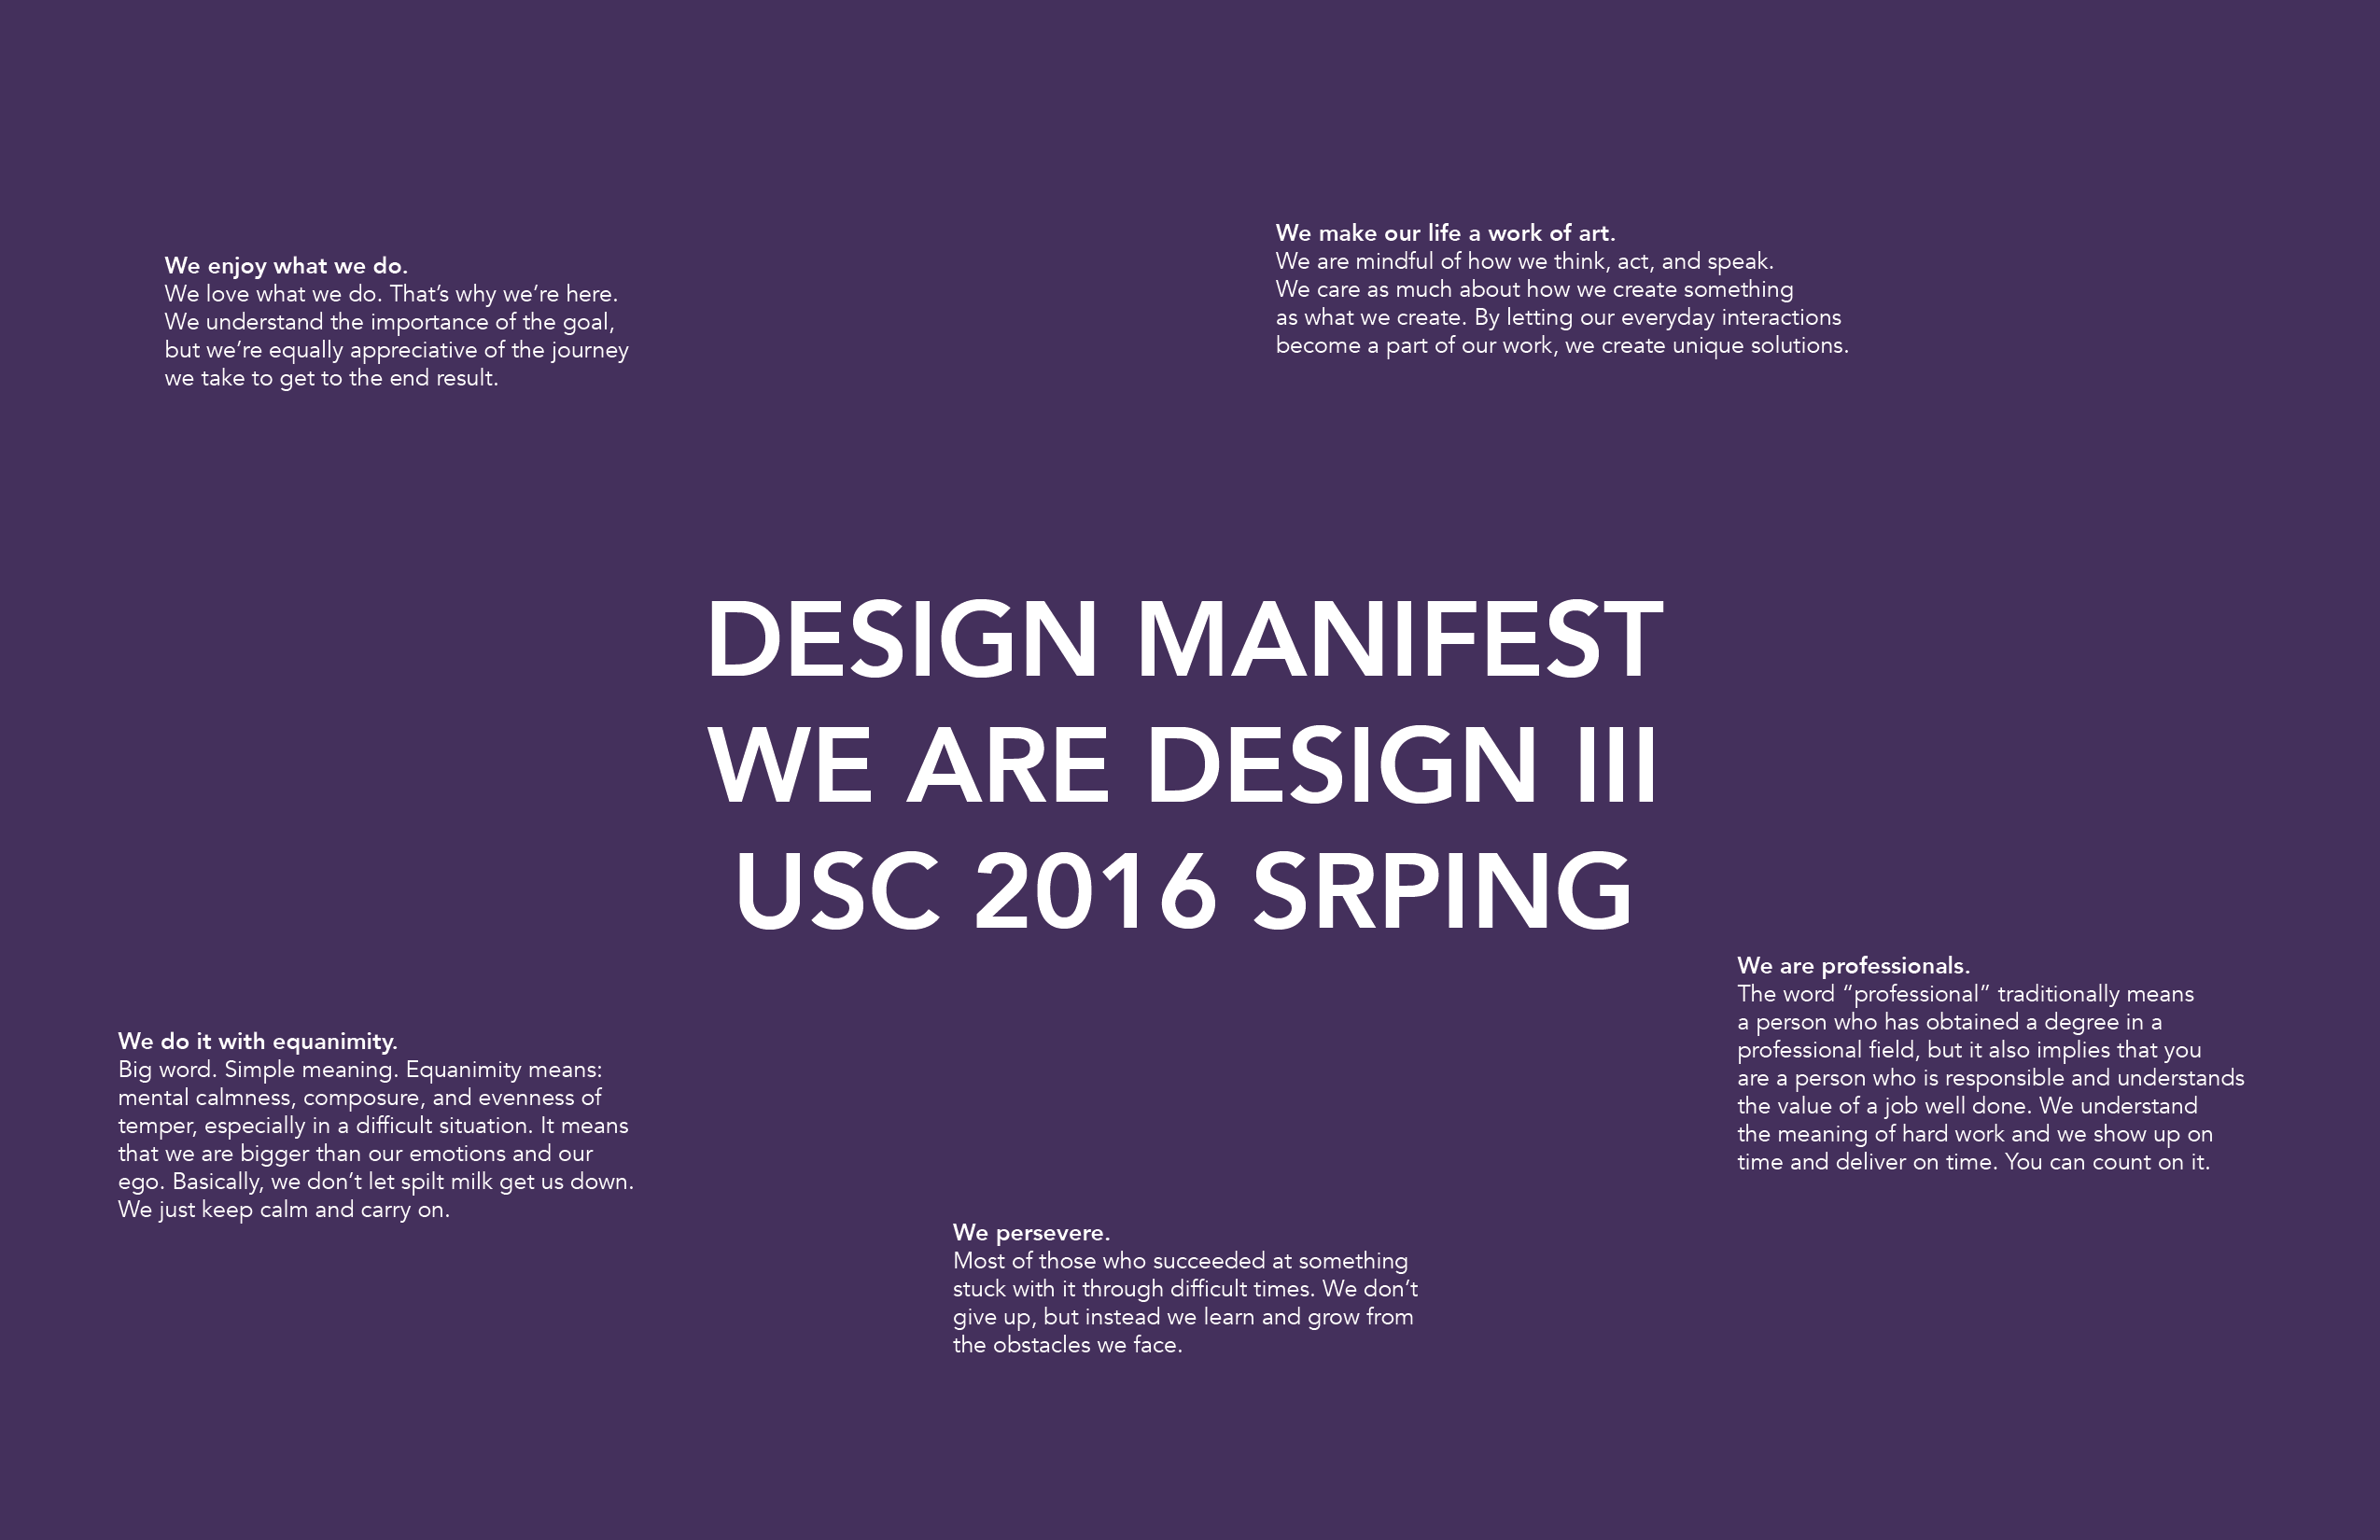 We enjoy what we do.
We love what we do. That’s why we’re here.
We understand the importance of the goal,
but we’re equally appreciative of the journey
we take to get to the end result.
We make our life a work of art.
We are mindful of how we think, act, and speak.
We care as much about how we create something
as what we create. By letting our everyday interactions
become a part of our work, we create unique solutions.
DESIGN MANIFEST
WE ARE DESIGN III
USC 2016 SRPING
We do it with equanimity.
Big word. Simple meaning. Equanimity means:
mental calmness, composure, and evenness of
temper, especially in a difficult situation. It means
that we are bigger than our emotions and our
ego. Basically, we don’t let spilt milk get us down.
We just keep calm and carry on.
We persevere.
Most of those who succeeded at something
stuck with it through difficult times. We don’t
give up, but instead we learn and grow from
the obstacles we face.
We are professionals.
The word “professional” traditionally means
a person who has obtained a degree in a
professional field, but it also implies that you
are a person who is responsible and understands
the value of a job well done. We understand
the meaning of hard work and we show up on
time and deliver on time. You can count on it.